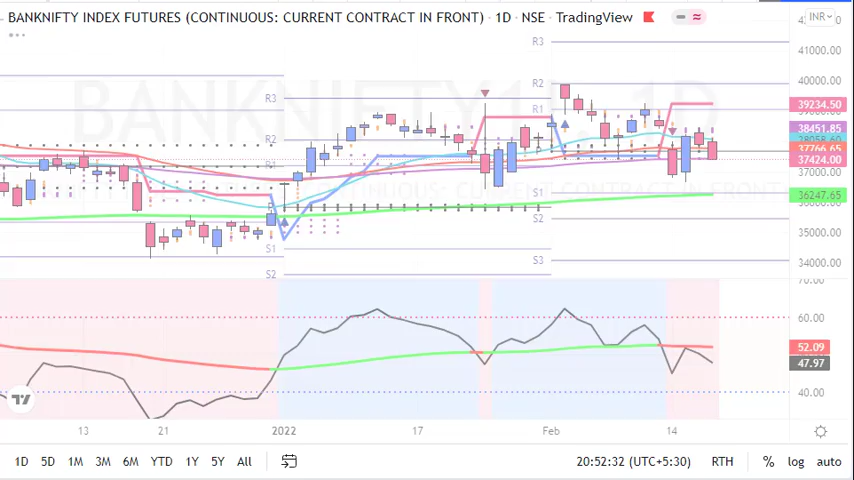 BANKNIFTY INDEX FUTURES (CONTINUOUS: CURRENT CONTRACT IN FRONT) · 1D · NSE · TradingView
INR
R3
41000.00
R2
40000.00
R3
R1
39234.50
38451.85
R2
38058.60
37766.65
37424.00
37000.00
S1
36247.65
S2
S1
35000.00
S3
34000.00
S2
70.00
60.00
52.09
47.97
40.00
13
21
2022
17
Feb
14
1D 5D 1M 3M 6M YTD 1Y 5Y All
20:52:32 (UTC+5:30) RTH % log auto